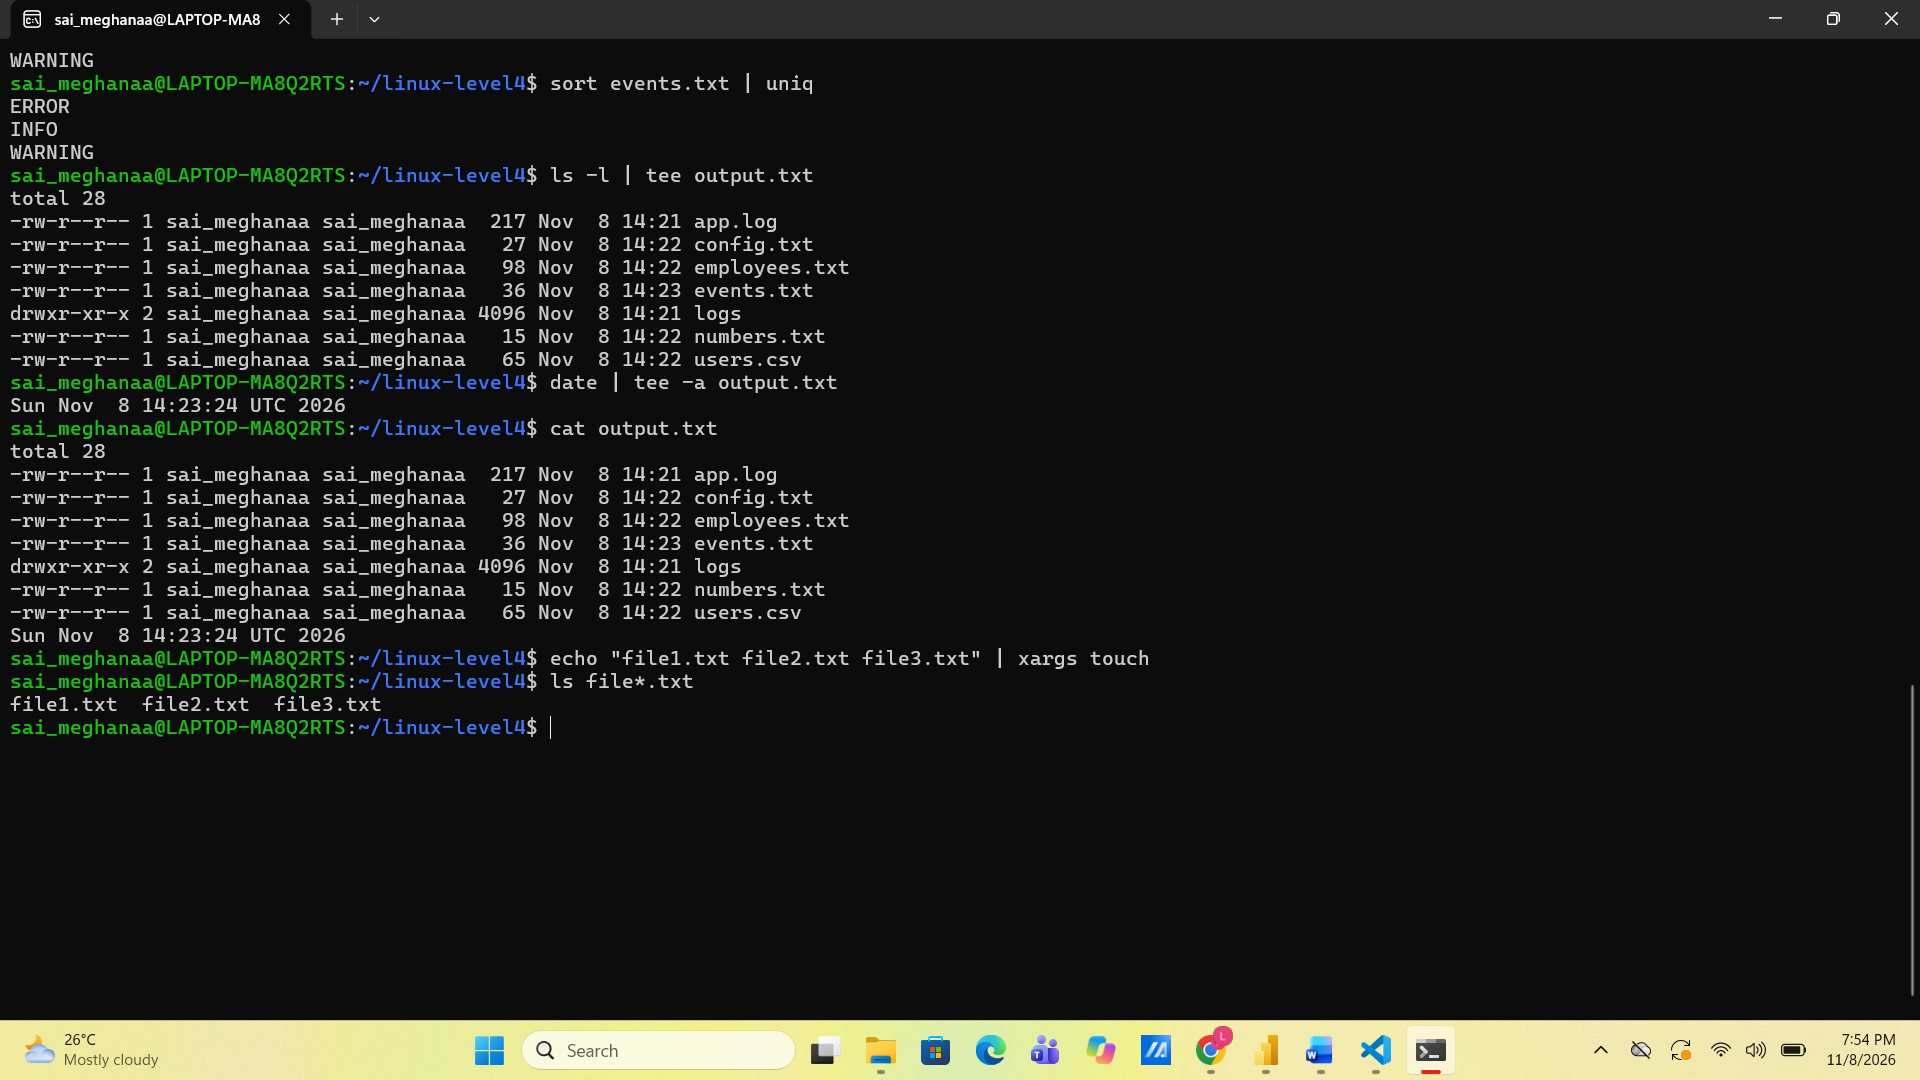 sai_meghanaa@LAPTOP-MA8
WARNING
sai_meghanaa@LAPTOP-MA8Q2RTS:~/linux-level4$ sort events.txt | uniq
ERROR
INFO
WARNING
sai_meghanaa@LAPTOP-MA8Q2RTS:~/linux-level4$ ls -l | tee output.txt
total 28
-rw-r--r-- 1 sai_meghanaa sai_meghanaa  217 Nov  8 14:21 app.log
-rw-r--r-- 1 sai_meghanaa sai_meghanaa   27 Nov  8 14:22 config.txt
-rw-r--r-- 1 sai_meghanaa sai_meghanaa   98 Nov  8 14:22 employees.txt
-rw-r--r-- 1 sai_meghanaa sai_meghanaa   36 Nov  8 14:23 events.txt
drwxr-xr-x 2 sai_meghanaa sai_meghanaa 4096 Nov  8 14:21 logs
-rw-r--r-- 1 sai_meghanaa sai_meghanaa   15 Nov  8 14:22 numbers.txt
-rw-r--r-- 1 sai_meghanaa sai_meghanaa   65 Nov  8 14:22 users.csv
sai_meghanaa@LAPTOP-MA8Q2RTS:~/linux-level4$ date | tee -a output.txt
Sun Nov  8 14:23:24 UTC 2026
sai_meghanaa@LAPTOP-MA8Q2RTS:~/linux-level4$ cat output.txt
total 28
-rw-r--r-- 1 sai_meghanaa sai_meghanaa  217 Nov  8 14:21 app.log
-rw-r--r-- 1 sai_meghanaa sai_meghanaa   27 Nov  8 14:22 config.txt
-rw-r--r-- 1 sai_meghanaa sai_meghanaa   98 Nov  8 14:22 employees.txt
-rw-r--r-- 1 sai_meghanaa sai_meghanaa   36 Nov  8 14:23 events.txt
drwxr-xr-x 2 sai_meghanaa sai_meghanaa 4096 Nov  8 14:21 logs
-rw-r--r-- 1 sai_meghanaa sai_meghanaa   15 Nov  8 14:22 numbers.txt
-rw-r--r-- 1 sai_meghanaa sai_meghanaa   65 Nov  8 14:22 users.csv
Sun Nov  8 14:23:24 UTC 2026
sai_meghanaa@LAPTOP-MA8Q2RTS:~/linux-level4$ echo "file1.txt file2.txt file3.txt" | xargs touch
sai_meghanaa@LAPTOP-MA8Q2RTS:~/linux-level4$ ls file*.txt
file1.txt  file2.txt  file3.txt
sai_meghanaa@LAPTOP-MA8Q2RTS:~/linux-level4$
26°C
Mostly cloudy
Search
L
7:54 PM
11/8/2026